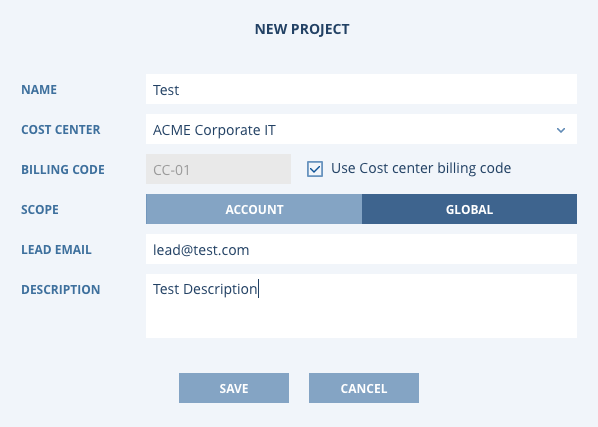 NEW PROJECT
NAME Test
COST CENTER ACME Corporate IT
BILLING CODE CC-01 Use Cost center billing code
SCOPE ACCOUNT GLOBAL
LEAD EMAIL lead@test.com
DESCRIPTION Test Description
SAVE CANCEL